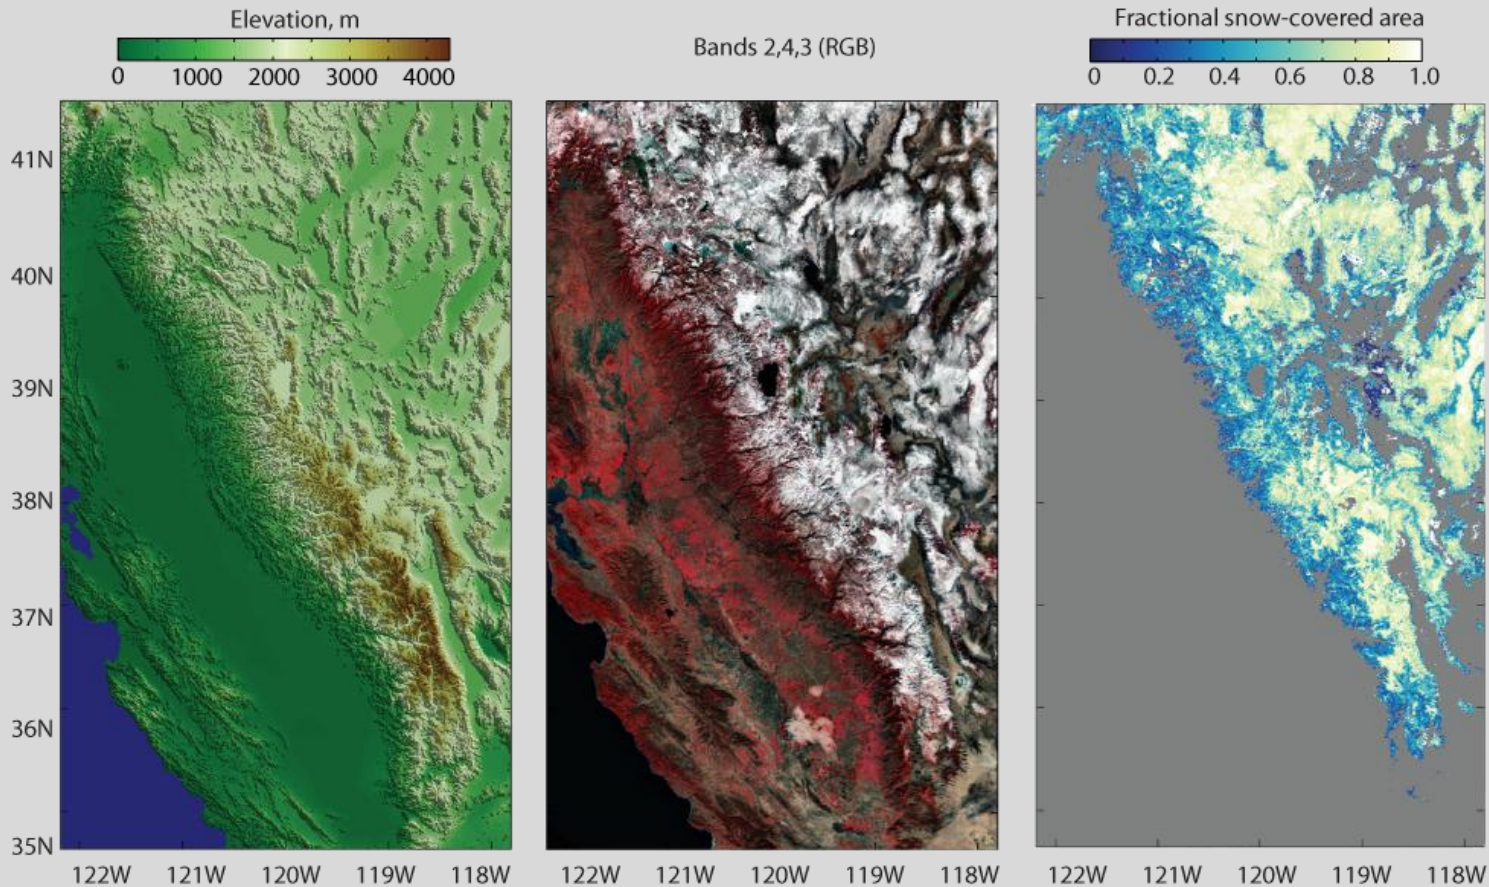 Elevation, m
0 1000 2000 3000 4000
Bands 2,4,3 (RGB)
Fractional snow-covered area
0 0.2 0.4 0.6 0.8 1.0
41N
40N
39N
38N
37N
36N
35N
122W 121W 120W 119W 118W
122W 121W 120W 119W 118W
122W 121W 120W 119W 118W